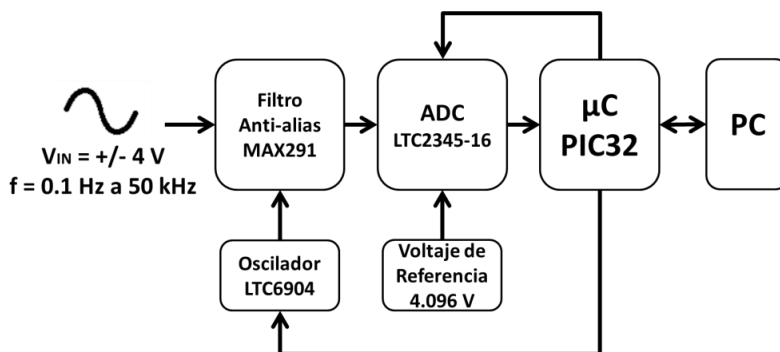 V_IN = +/- 4 V
f = 0.1 Hz a 50 kHz
Filtro
Anti-alias
MAX291
ADC
LTC2345-16
µC
PIC32
PC
Oscilador
LTC6904
Voltaje de
Referencia
4.096 V